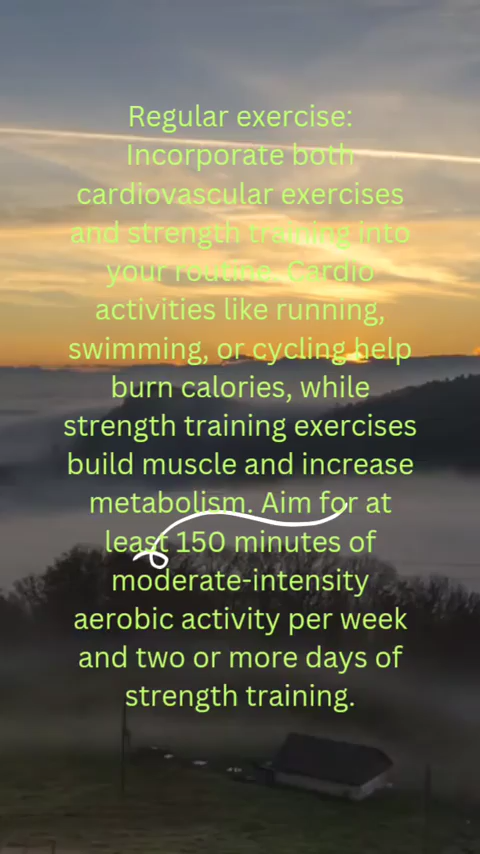 Regular exercise:
Incorporate both
cardiovascular exercises
and strength training into
your routine. Cardio
activities like running,
swimming, or cycling help
burn calories, while
strength training exercises
build muscle and increase
metabolism. Aim for at
least 150 minutes of
moderate-intensity
aerobic activity per week
and two or more days of
strength training.